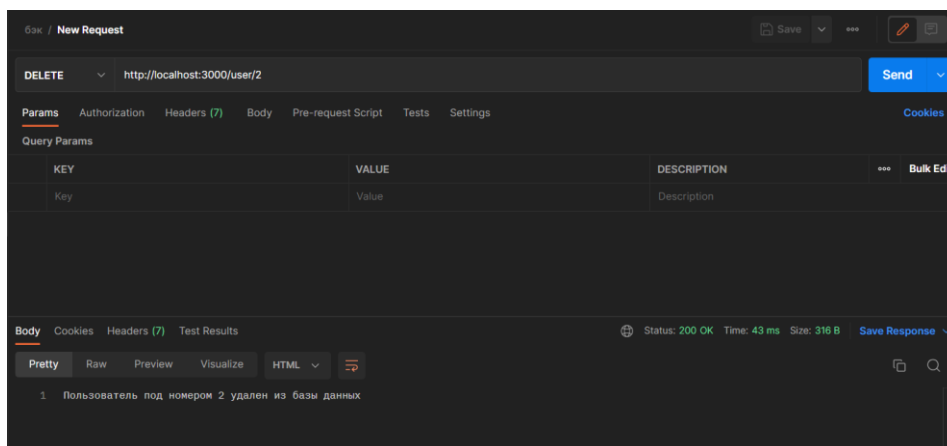 бэк / New Request
Save
DELETE http://localhost:3000/user/2 Send
Params Authorization Headers (7) Body Pre-request Script Tests Settings Cookies
Query Params
KEY VALUE DESCRIPTION ooo Bulk Ed
Key Value Description
Body Cookies Headers (7) Test Results Status: 200 OK Time: 43 ms Size: 316 B Save Response
Pretty Raw Preview Visualize HTML
1 Пользователь под номером 2 удален из базы данных